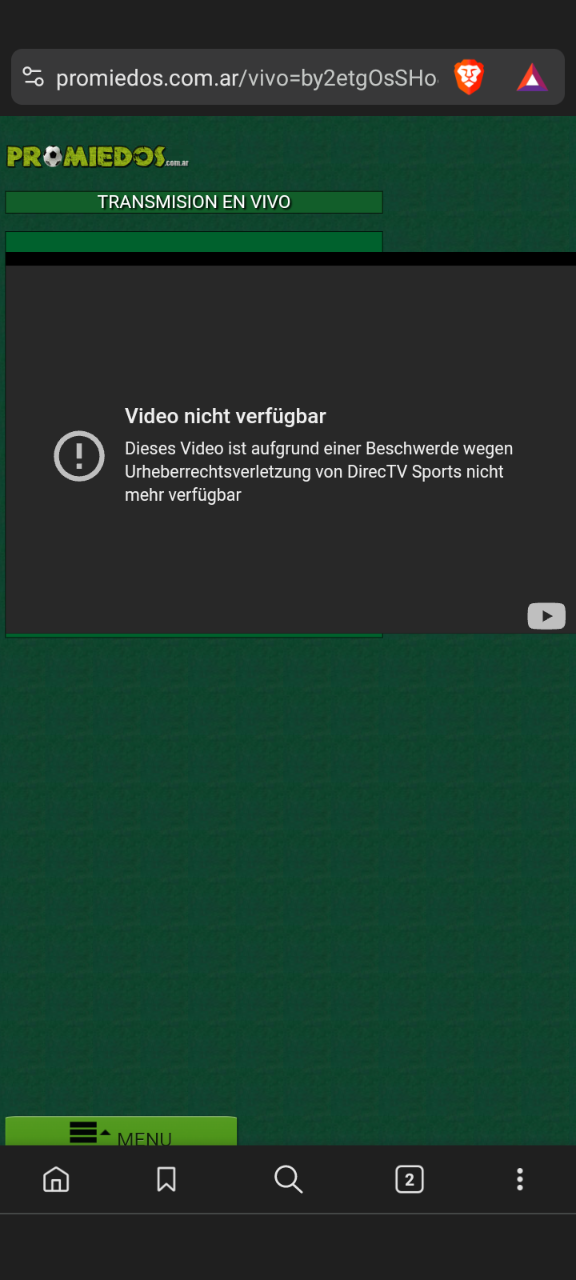 promiedos.com.ar/vivo=by2etgOsSHo
PROMIEDOS.com.ar
TRANSMISION EN VIVO
Video nicht verfügbar
Dieses Video ist aufgrund einer Beschwerde wegen
Urheberrechtsverletzung von DirecTV Sports nicht
mehr verfügbar
MENU
2